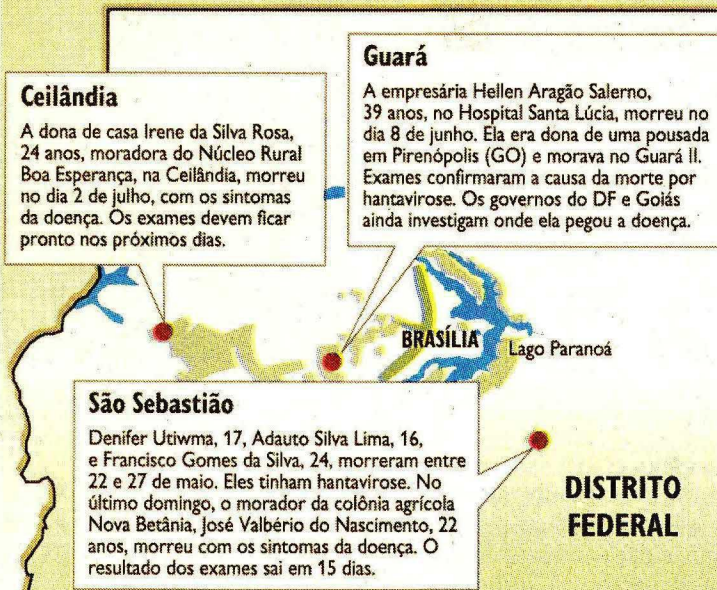 Ceilândia
A dona de casa Irene da Silva Rosa,
24 anos, moradora do Núcleo Rural
Boa Esperança, na Ceilândia, morreu
no dia 2 de julho, com os sintomas
da doença. Os exames devem ficar
pronto nos próximos dias.
Guará
A empresária Hellen Aragão Salerno,
39 anos, no Hospital Santa Lúcia, morreu no
dia 8 de junho. Ela era dona de uma pousada
em Pirenópolis (GO) e morava no Guará II.
Exames confirmaram a causa da morte por
hantavirose. Os governos do DF e Goiás
ainda investigam onde ela pegou a doença.
BRASÍLIA
Lago Paranoá
São Sebastião
Denifer Utiwma, 17, Adauto Silva Lima, 16,
e Francisco Gomes da Silva, 24, morreram entre
22 e 27 de maio. Eles tinham hantavirose. No
último domingo, o morador da colônia agrícola
Nova Betânia, José Valbério do Nascimento, 22
anos, morreu com os sintomas da doença. O
resultado dos exames sai em 15 dias.
DISTRITO
FEDERAL